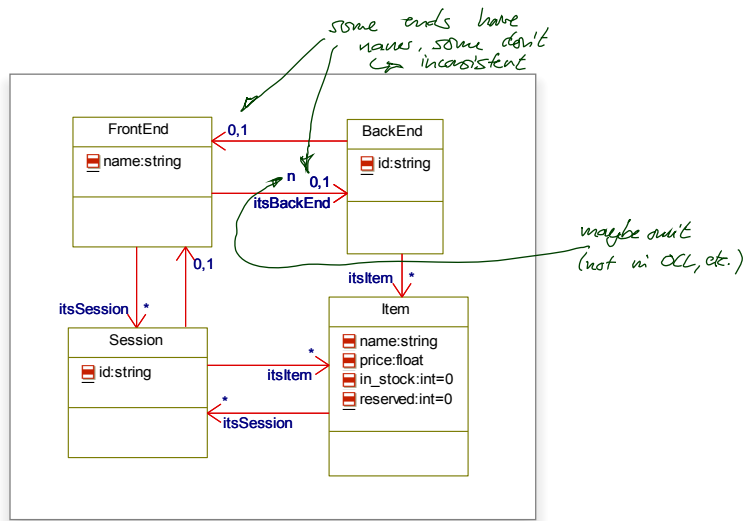 some ends have
names, some don't
↳ inconsistent
FrontEnd
name:string
0,1
BackEnd
id:string
n 0,1
itsBackEnd
maybe omit
(not in OCL, etc.)
0,1
itsItem *
itsSession *
Item
name:string
price:float
in_stock:int=0
reserved:int=0
Session
id:string
*
itsItem
*
itsSession